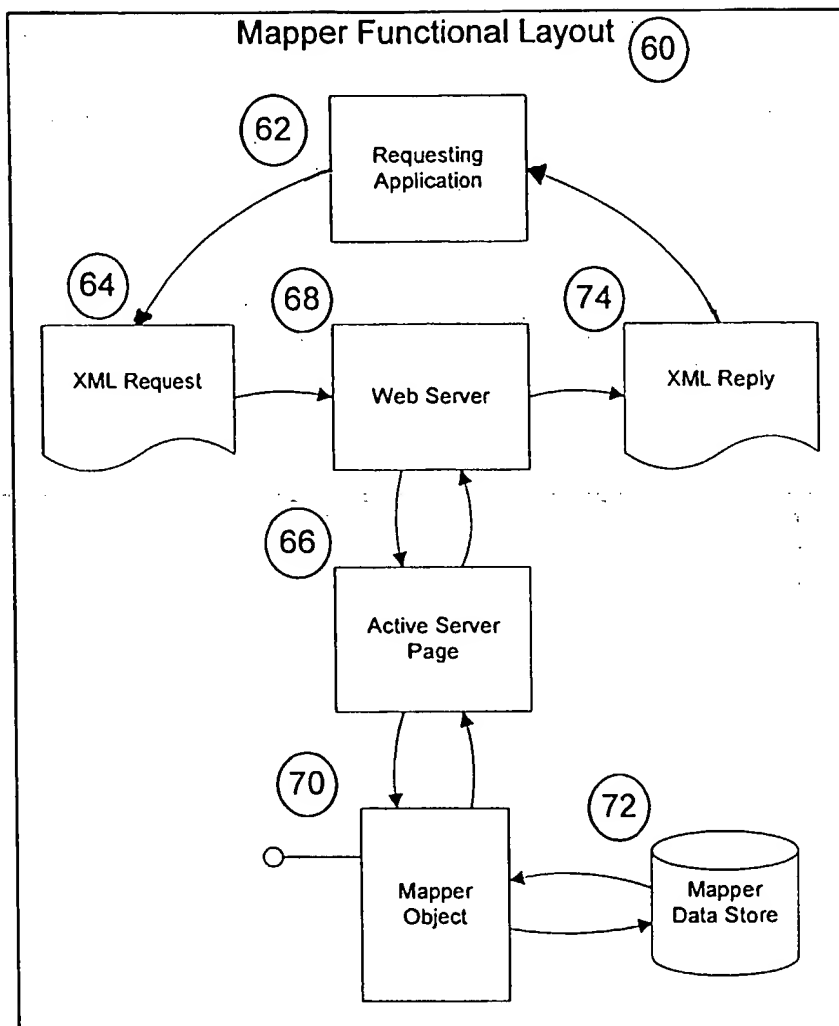 Mapper Functional Layout
60
62
Requesting
Application
64
68
74
XML Request
Web Server
XML Reply
66
Active Server
Page
70
72
Mapper
Object
Mapper
Data Store